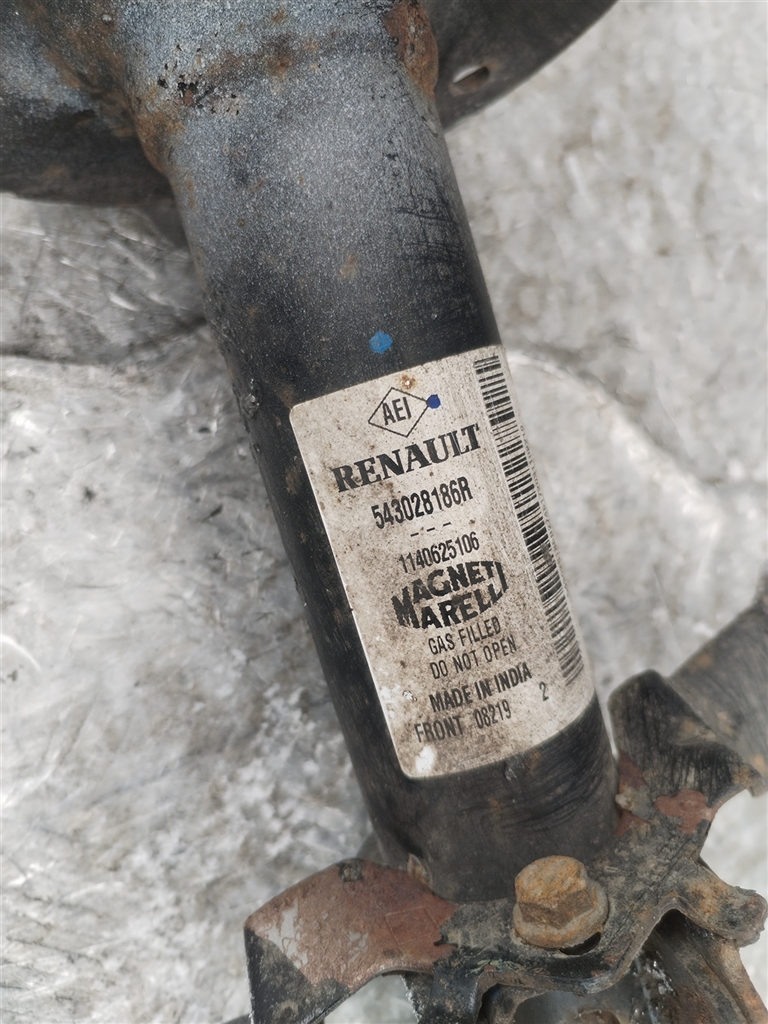 AEI
RENAULT
543028186R
---
1140625106
MAGNETI
MARELLI
GAS FILLED
DO NOT OPEN
MADE IN INDIA
FRONT 08219 2